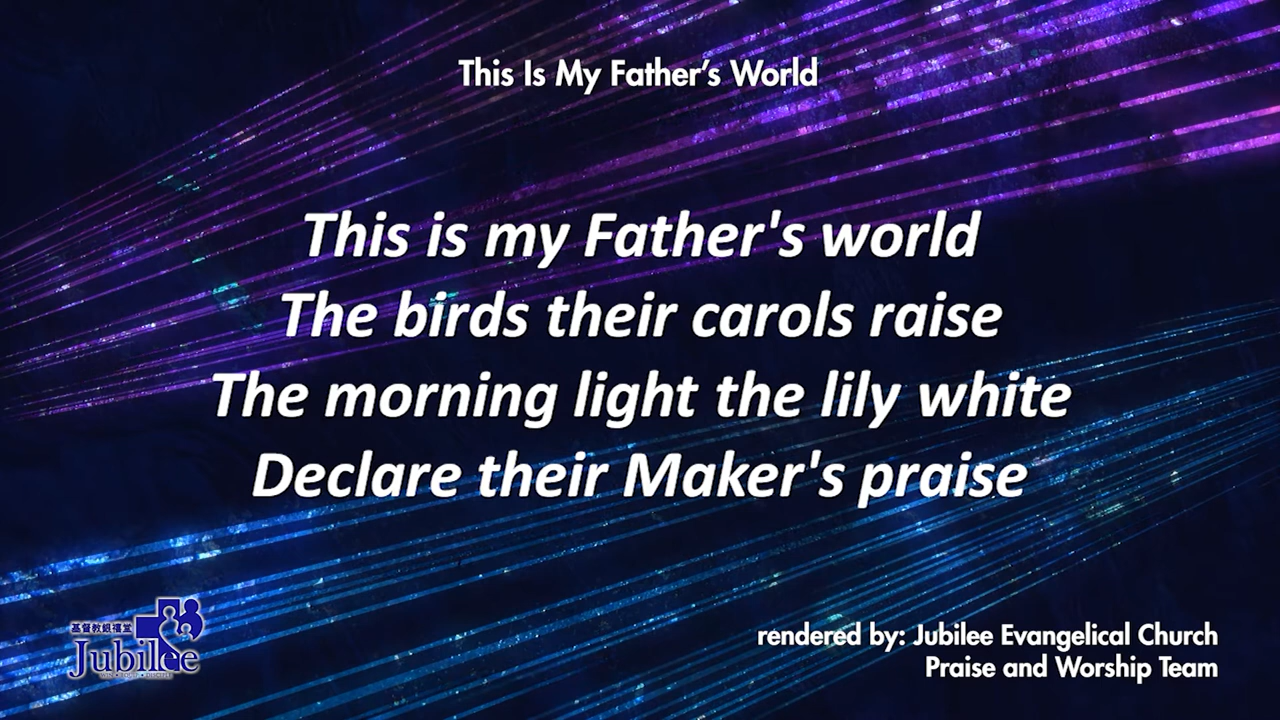 This Is My Father’s World
This is my Father's world
The birds their carols raise
The morning light the lily white
Declare their Maker's praise
基督教銀禧堂
Jubilee
rendered by: Jubilee Evangelical Church
Praise and Worship Team